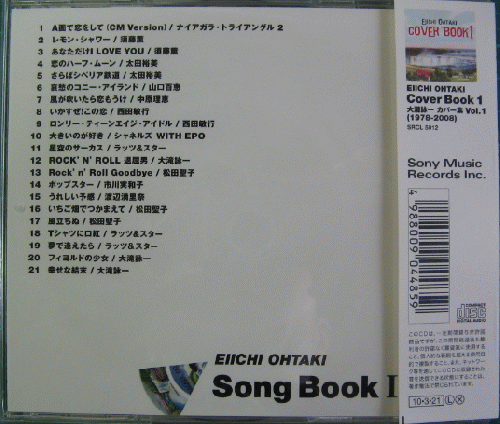 1 A面で恋をして (CM Version) / ナイアガラ・トライアングル 2
2 レモン・シャワー / 須藤薫
3 あなただけI LOVE YOU / 須藤薫
4 恋のハーフ・ムーン / 太田裕美
5 さらばシベリア鉄道 / 太田裕美
6 哀愁のコニー・アイランド / 山口百恵
7 風が吹いたら恋もうけ / 中原理恵
8 いかすぜ!この恋 / 西田敏行
9 ロンリー・ティーンエイジ・アイドル / 西田敏行
10 大きいのが好き / シャネルズ WITH EPO
11 星空のサーカス / ラッツ&スター
12 ROCK' N' ROLL 退屈男 / 大滝詠一
13 Rock' n' Roll Goodbye / 松田聖子
14 ポップスター / 市川実和子
15 うれしい予感 / 渡辺満里奈
16 いちご畑でつかまえて / 松田聖子
17 風立ちぬ / 松田聖子
18 Tシャツに口紅 / ラッツ&スター
19 夢で逢えたら / ラッツ&スター
20 フィヨルドの少女 / 大滝詠一
21 幸せな結末 / 大滝詠一
EIICHI OHTAKI
Song Book I
EIICHI OHTAKI
COVER BOOK I
EIICHI OHTAKI
Cover Book 1
大瀧詠一 カバー集 Vol.1
(1978-2008)
Sony Music
Records Inc.
4 988009 044859
COMPACT
disc
DIGITAL AUDIO
10・3・21 L X